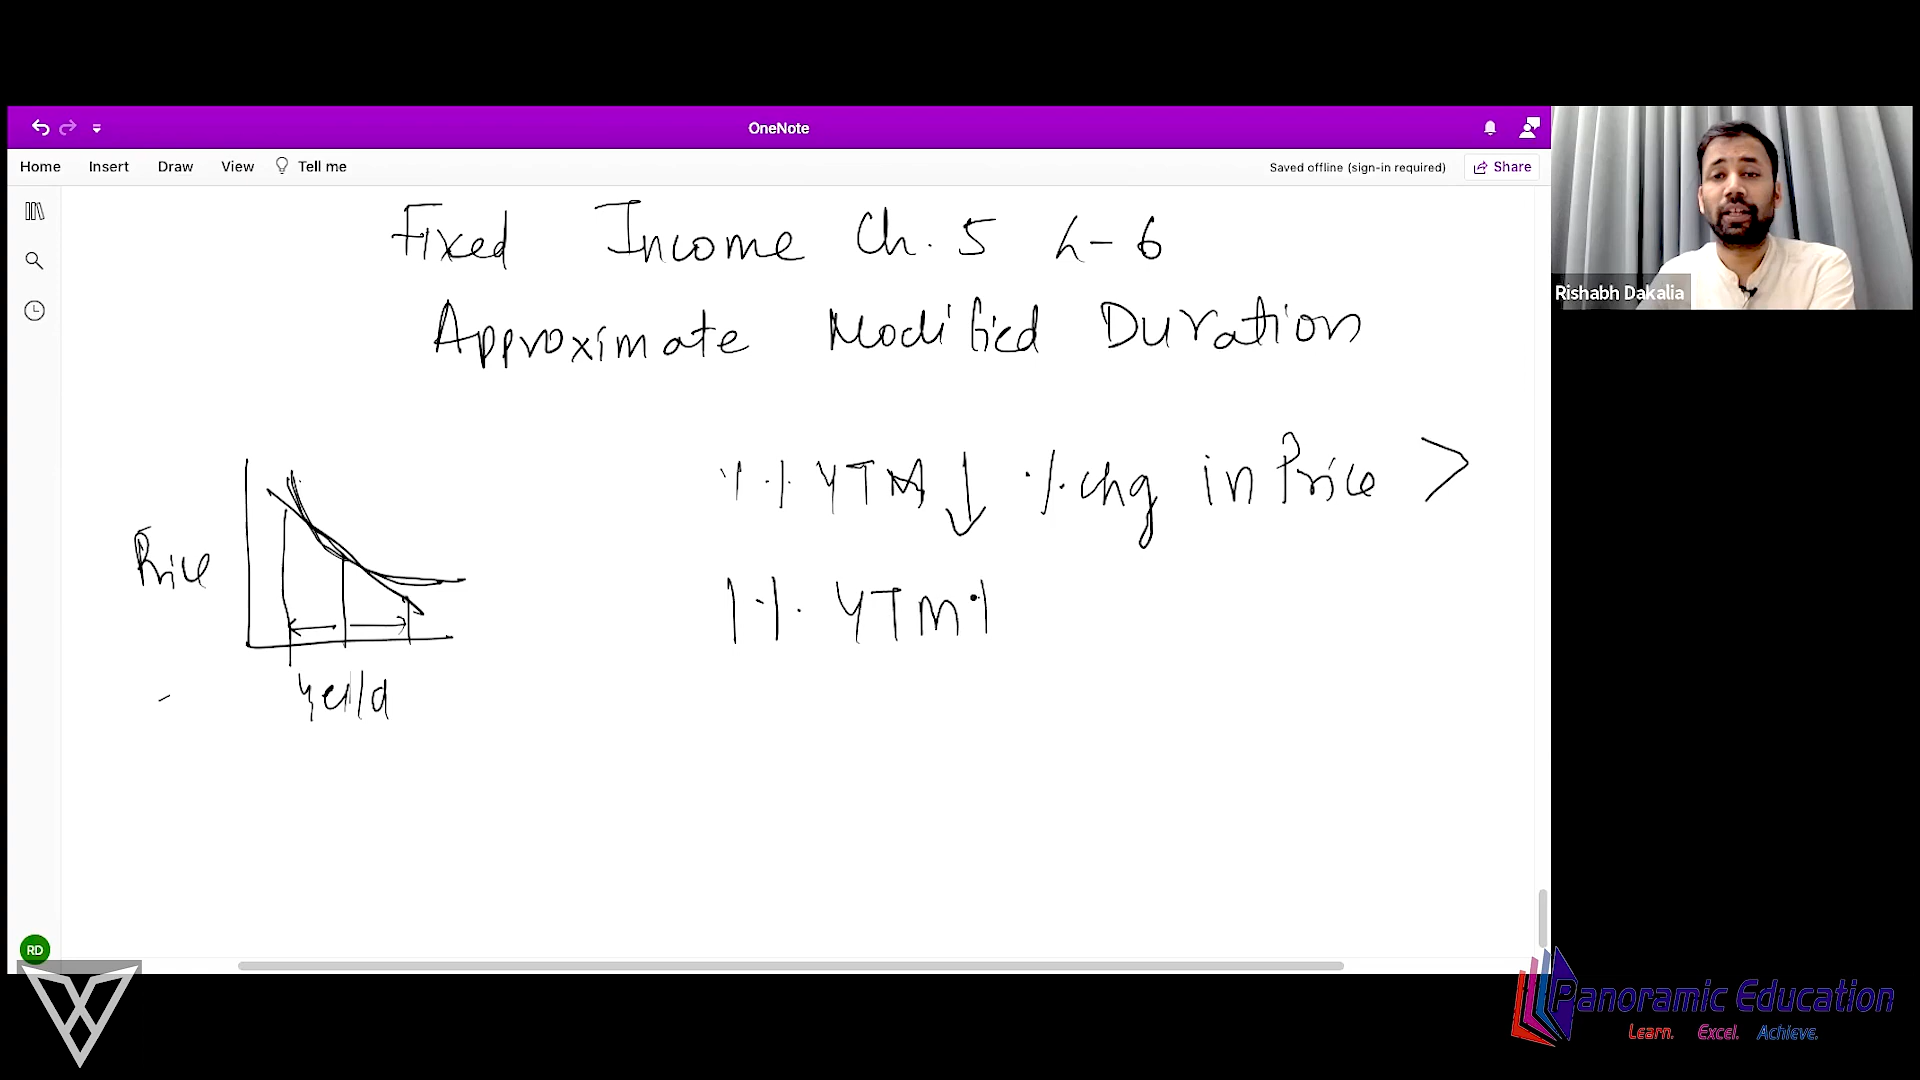 OneNote
Home Insert Draw View Tell me Saved offline (sign-in required) Share
Fixed Income Ch. 5 L-6
Approximate Modified Duration
1% YTM ↓ % chg in Price >
Price
1% YTM
Yeild
Rishabh Dakalia
RD
Panoramic Education
Learn. Excel. Achieve.